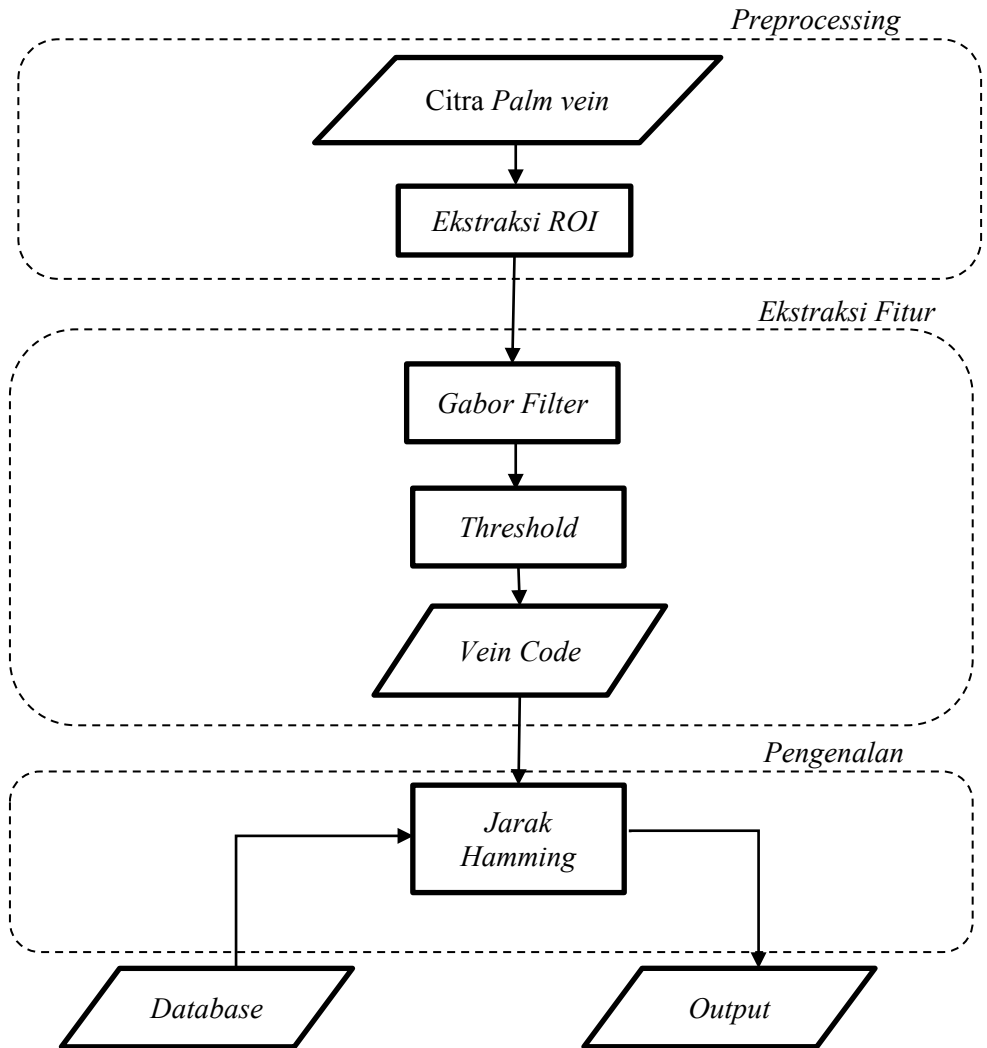 Preprocessing
Citra Palm vein
Ekstraksi ROI
Ekstraksi Fitur
Gabor Filter
Threshold
Vein Code
Pengenalan
Jarak
Hamming
Database
Output